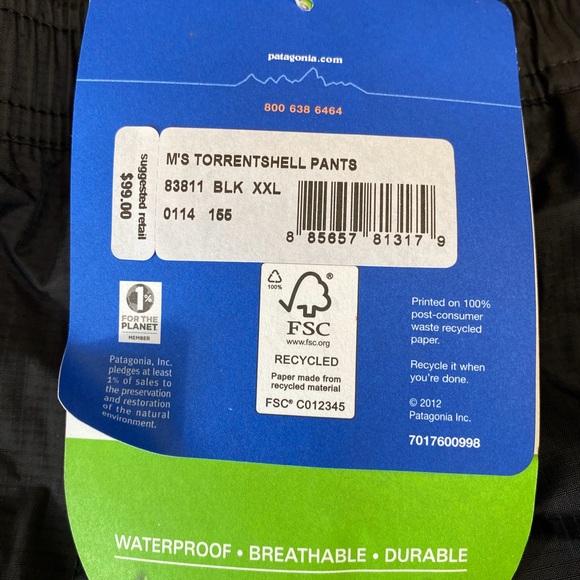 patagonia.com
800 638 6464
suggested retail
$99.00
M'S TORRENTSHELL PANTS
83811 BLK XXL
0114 155
8 85657 81317 9
1%
FOR THE
PLANET
MEMBER
Patagonia, Inc.
pledges at least
1% of sales to
the preservation
and restoration
of the natural
environment.
100%
FSC
www.fsc.org
RECYCLED
Paper made from
recycled material
FSC® C012345
Printed on 100%
post-consumer
waste recycled
paper.
Recycle it when
you're done.
© 2012
Patagonia Inc.
7017600998
WATERPROOF • BREATHABLE • DURABLE